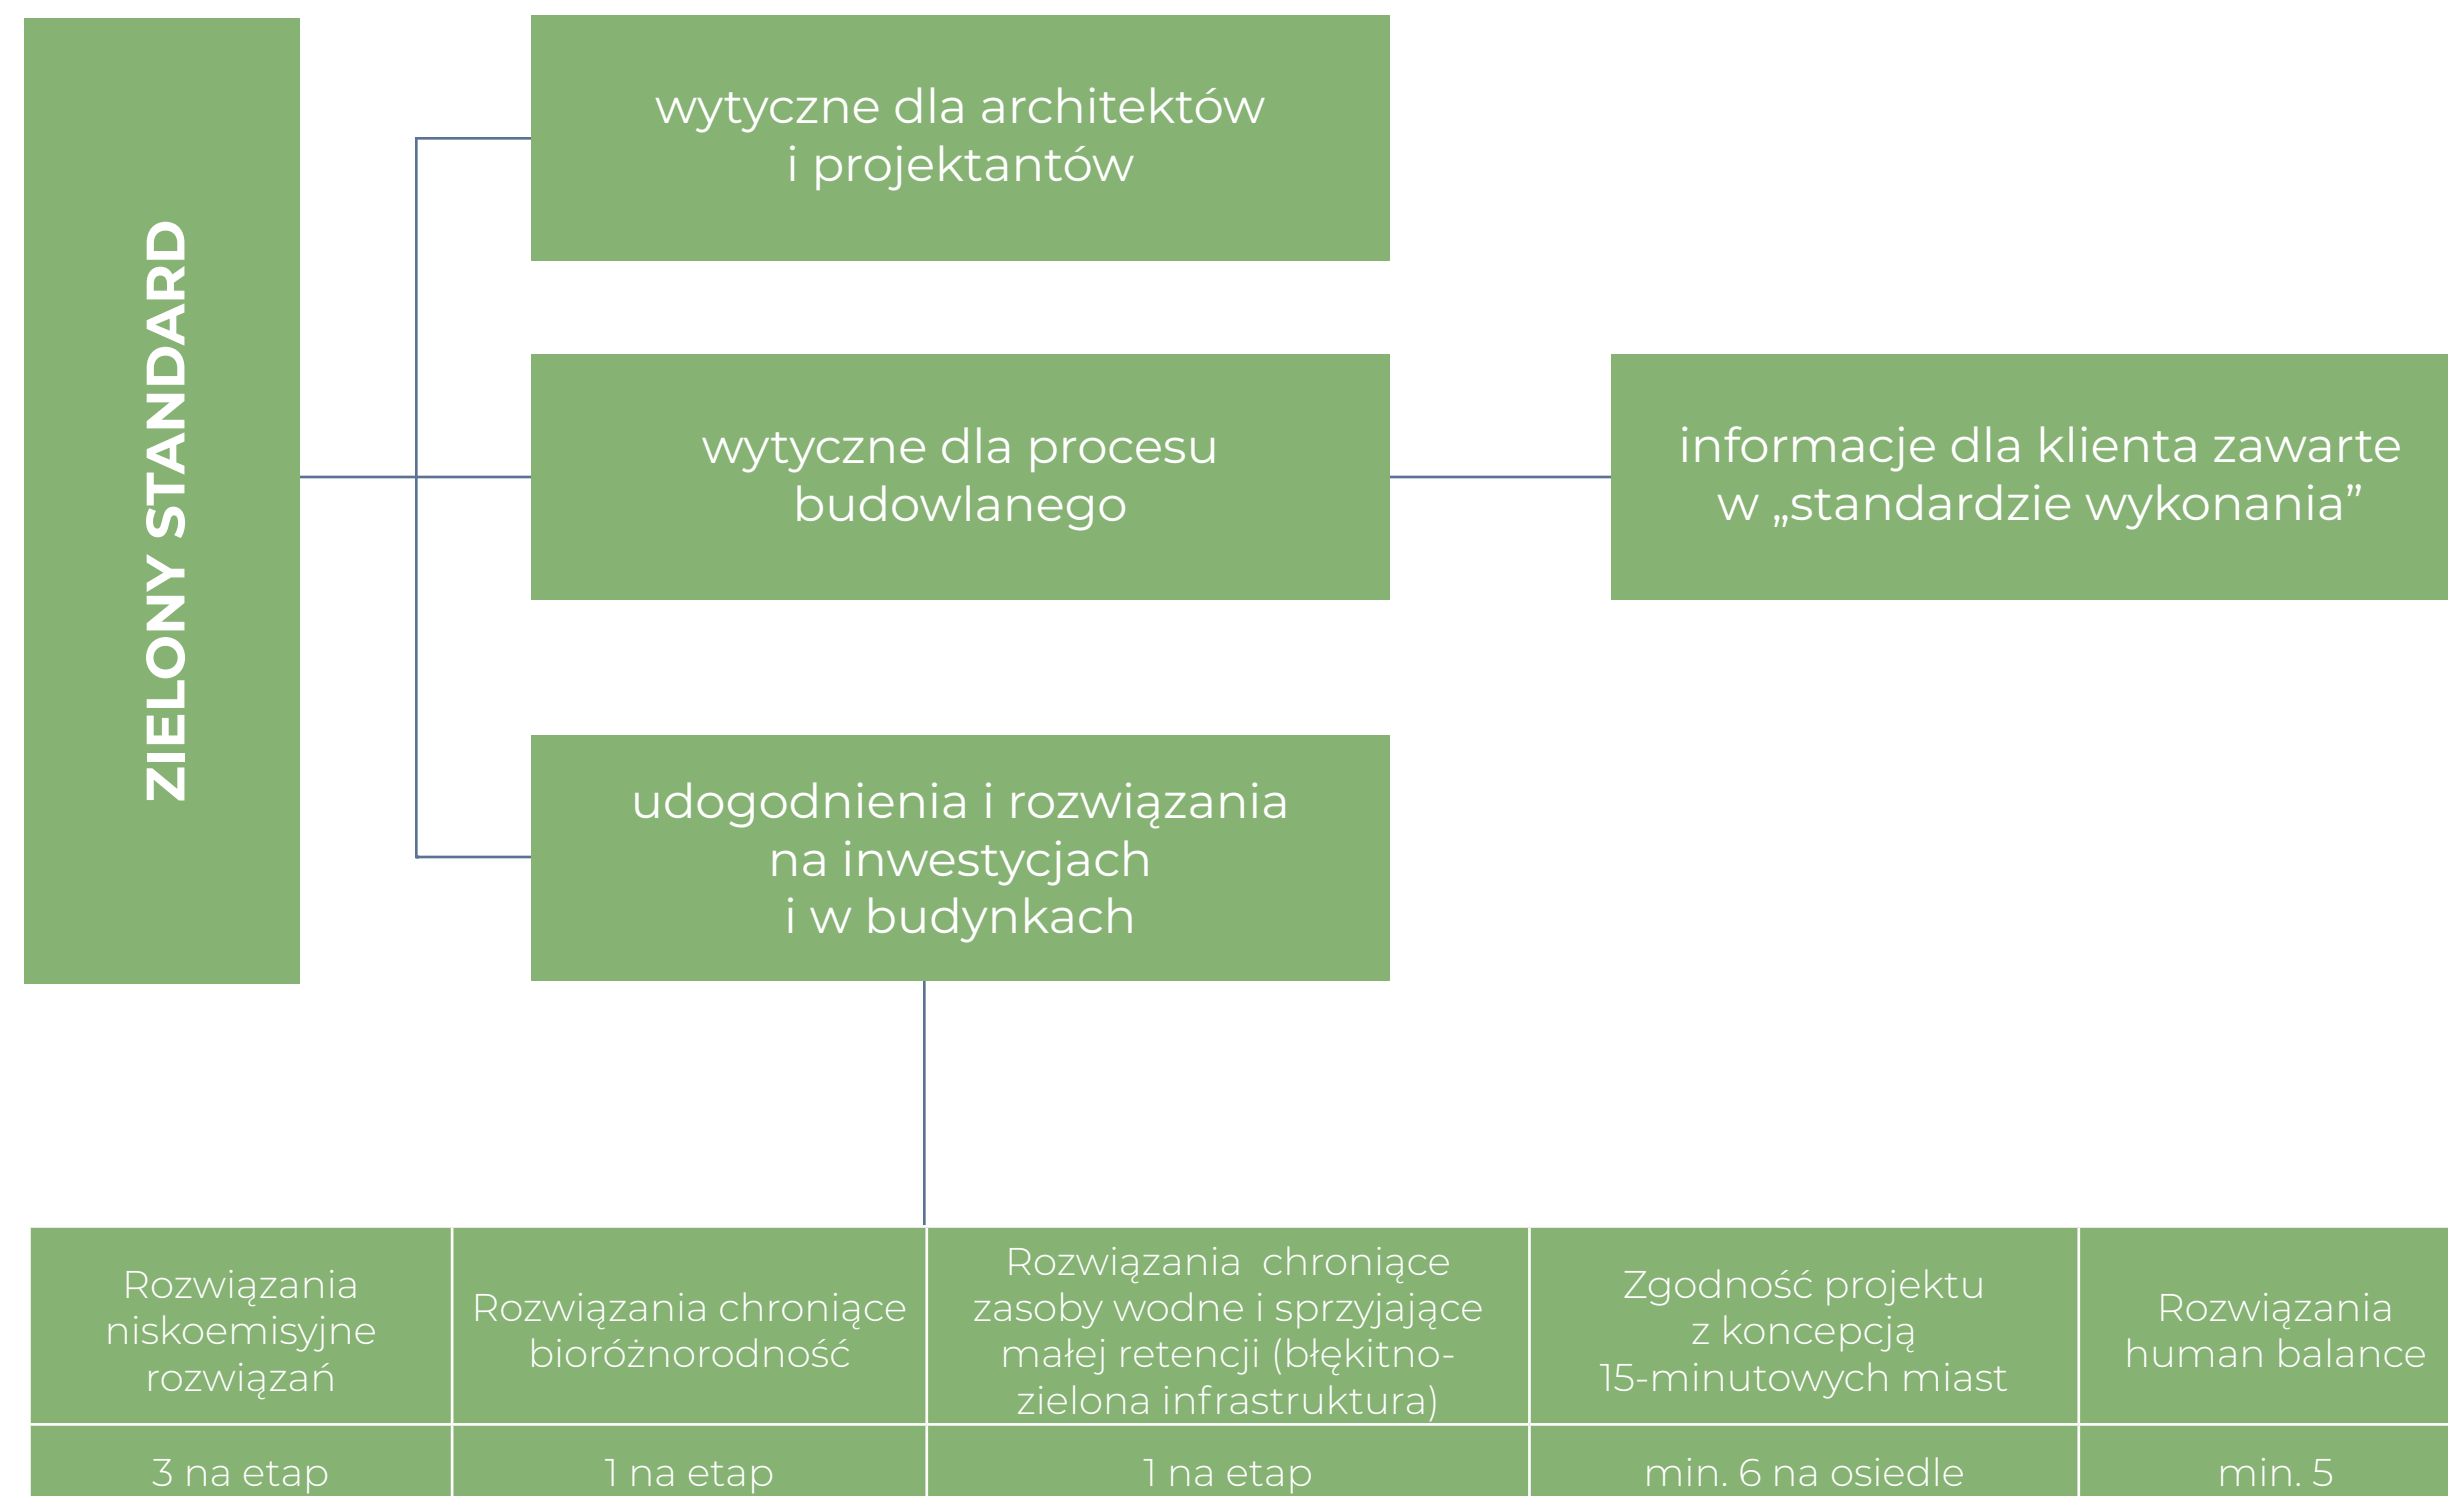 ZIELONY STANDARD
wytyczne dla architektów
i projektantów
wytyczne dla procesu
budowlanego
informacje dla klienta zawarte
w „standardzie wykonania”
udogodnienia i rozwiązania
na inwestycjach
i w budynkach
Rozwiązania
niskoemisyjne
rozwiązań
Rozwiązania chroniące
bioróżnorodność
Rozwiązania chroniące
zasoby wodne i sprzyjające
małej retencji (błękitno-
zielona infrastruktura)
Zgodność projektu
z koncepcją
15-minutowych miast
Rozwiązania
human balance
3 na etap
1 na etap
1 na etap
min. 6 na osiedle
min. 5